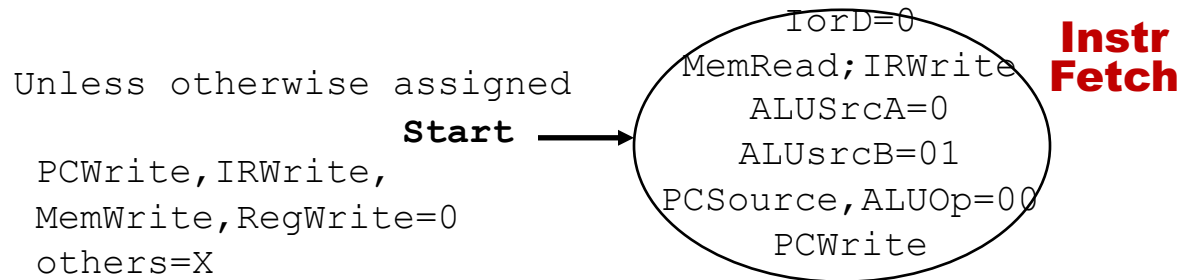 Unless otherwise assigned
Start
PCWrite,IRWrite,
MemWrite,RegWrite=0
others=X
IorD=0
MemRead;IRWrite
ALUSrcA=0
ALUsrcB=01
PCSource,ALUOp=00
PCWrite
Instr
Fetch